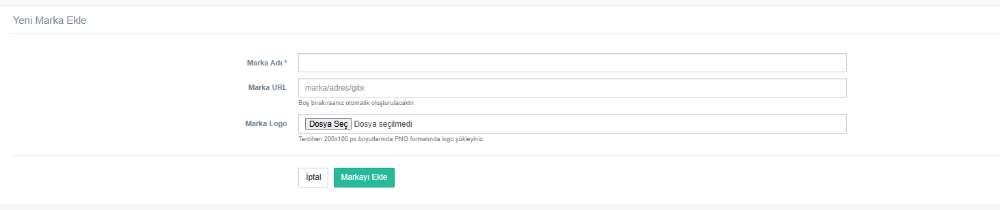 Yeni Marka Ekle
Marka Adı *
Marka URL
marka/adres/gibi
Boş bırakırsanız otomatik oluşturulacaktır.
Marka Logo
Dosya Seç Dosya seçilmedi
Tercihen 200x100 px boyutlarında PNG formatında logo yükleyiniz.
İptal
Markayı Ekle